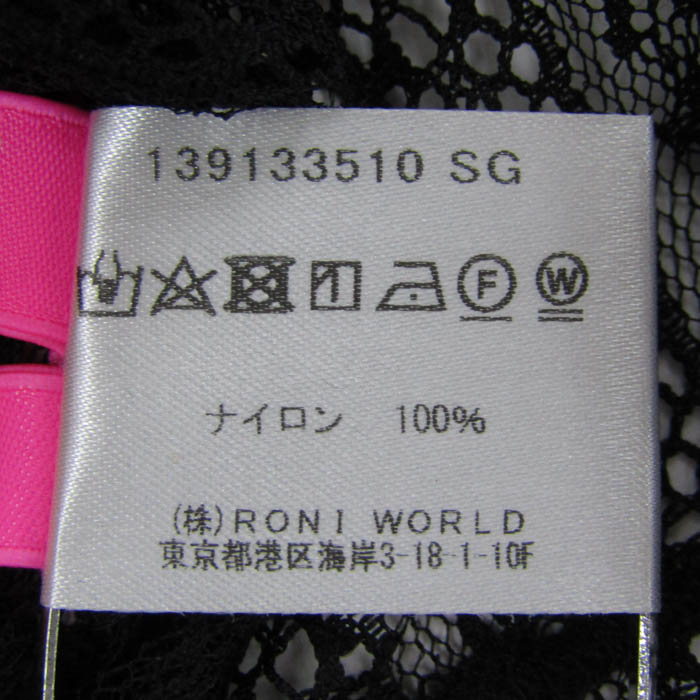 139133510 SG
F W
ナイロン 100%
(株)RONI WORLD
東京都港区海岸3-18-1-10F